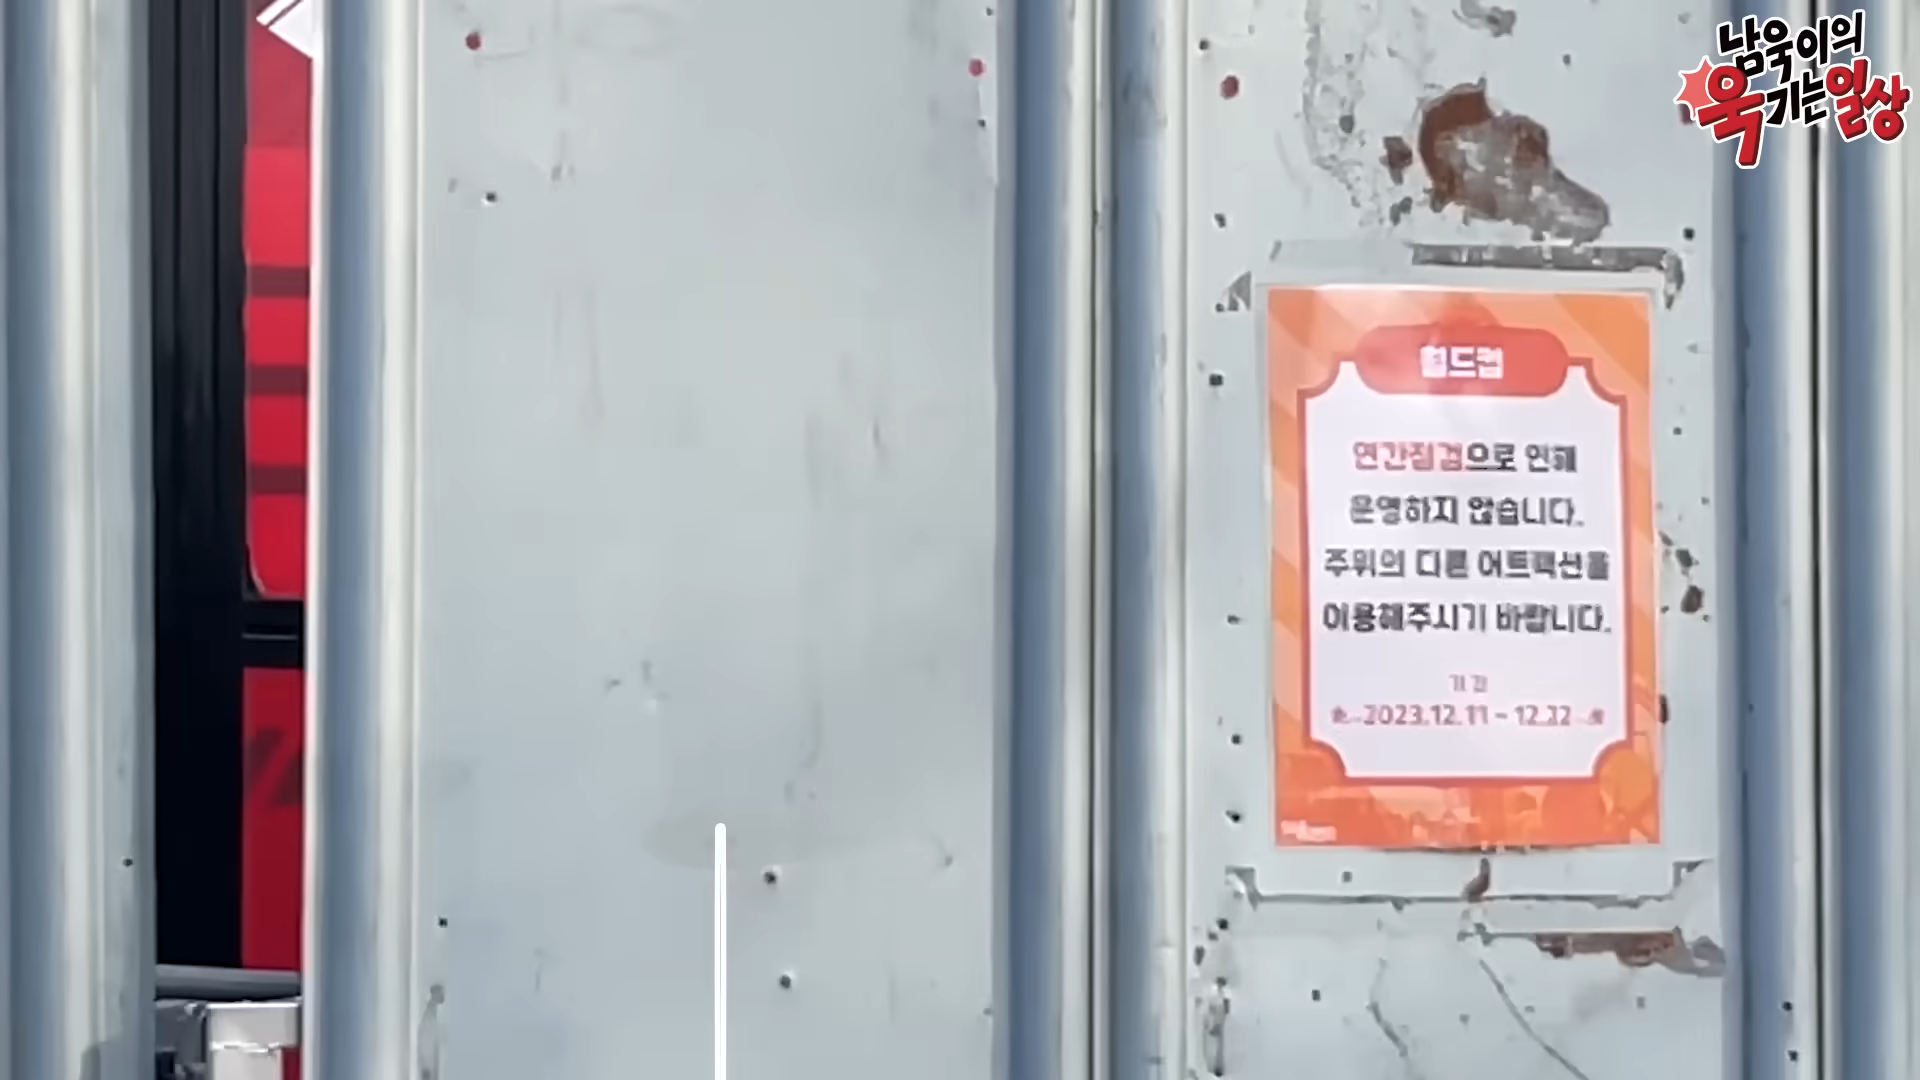 남욱이의
욱기는일상
월드컵
연간점검으로 인해
운영하지 않습니다.
주위의 다른 어트랙션을
이용해주시기 바랍니다.
기간
2023.12.11 ~ 12.22